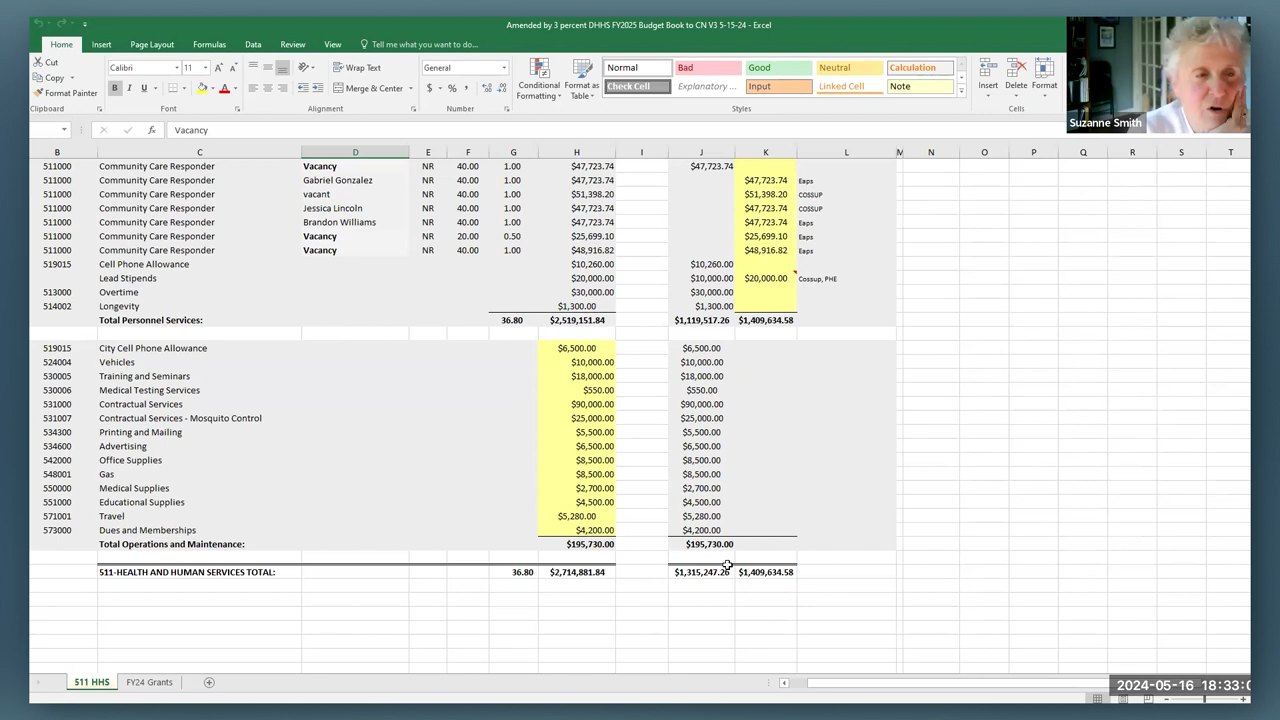 Amended by 3 percent DHHS FY2025 Budget Book to CN V3 5-15-24 - Excel
Home Insert Page Layout Formulas Data Review View Tell me what you want to do...
Cut
Copy
Format Painter
Clipboard
Calibri 11
Font
Wrap Text
Merge & Center
Alignment
General
Number
Conditional Formatting
Format as Table
Normal Bad Good Neutral Calculation
Check Cell Explanatory ... Input Linked Cell Note
Styles
Insert Delete Format
Cells
Suzanne Smith
fx Vacancy
B C D E F G H I J K L M N O P Q R S T
511000 Community Care Responder Vacancy NR 40.00 1.00 $47,723.74 $47,723.74
511000 Community Care Responder Gabriel Gonzalez NR 40.00 1.00 $47,723.74 $47,723.74 Eaps
511000 Community Care Responder vacant NR 40.00 1.00 $51,398.20 $51,398.20 COSSUP
511000 Community Care Responder Jessica Lincoln NR 40.00 1.00 $47,723.74 $47,723.74 COSSUP
511000 Community Care Responder Brandon Williams NR 40.00 1.00 $47,723.74 $47,723.74 Eaps
511000 Community Care Responder Vacancy NR 20.00 0.50 $25,699.10 $25,699.10 Eaps
511000 Community Care Responder Vacancy NR 40.00 1.00 $48,916.82 $48,916.82 Eaps
519015 Cell Phone Allowance $10,260.00 $10,260.00
Lead Stipends $20,000.00 $10,000.00 $20,000.00 Cossup, PHE
513000 Overtime $30,000.00 $30,000.00
514002 Longevity $1,300.00 $1,300.00
Total Personnel Services: 36.80 $2,519,151.84 $1,119,517.26 $1,409,634.58
519015 City Cell Phone Allowance $6,500.00 $6,500.00
524004 Vehicles $10,000.00 $10,000.00
530005 Training and Seminars $18,000.00 $18,000.00
530006 Medical Testing Services $550.00 $550.00
531000 Contractual Services $90,000.00 $90,000.00
531007 Contractual Services - Mosquito Control $25,000.00 $25,000.00
534300 Printing and Mailing $5,500.00 $5,500.00
534600 Advertising $6,500.00 $6,500.00
542000 Office Supplies $8,500.00 $8,500.00
548001 Gas $8,500.00 $8,500.00
550000 Medical Supplies $2,700.00 $2,700.00
551000 Educational Supplies $4,500.00 $4,500.00
571001 Travel $5,280.00 $5,280.00
573000 Dues and Memberships $4,200.00 $4,200.00
Total Operations and Maintenance: $195,730.00 $195,730.00
511-HEALTH AND HUMAN SERVICES TOTAL: 36.80 $2,714,881.84 $1,315,247.26 $1,409,634.58
511 HHS FY24 Grants
2024-05-16 18:33:0